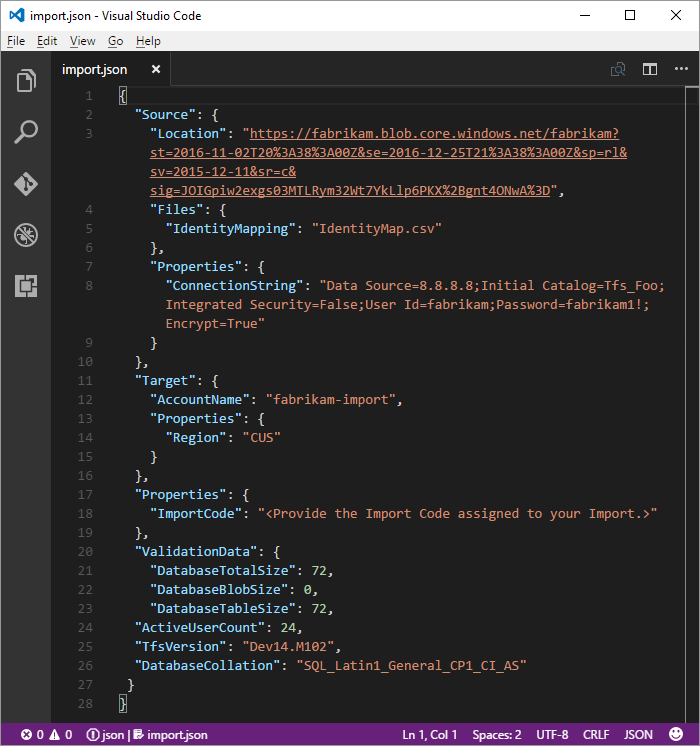 import.json - Visual Studio Code
File Edit View Go Help
import.json
1 {
2 "Source": {
3 "Location": "https://fabrikam.blob.core.windows.net/fabrikam?
st=2016-11-02T20%3A38%3A00Z&se=2016-12-25T21%3A38%3A00Z&sp=rl&
sv=2015-12-11&sr=c&
sig=JOIGpiw2exgs03MTLRym32Wt7YkLlp6PKX%2Bgnt4ONwA%3D",
4 "Files": {
5 "IdentityMapping": "IdentityMap.csv"
6 },
7 "Properties": {
8 "ConnectionString": "Data Source=8.8.8.8;Initial Catalog=Tfs_Foo;
Integrated Security=False;User Id=fabrikam;Password=fabrikam1!;
Encrypt=True"
9 }
10 },
11 "Target": {
12 "AccountName": "fabrikam-import",
13 "Properties": {
14 "Region": "CUS"
15 }
16 },
17 "Properties": {
18 "ImportCode": "<Provide the Import Code assigned to your Import.>"
19 },
20 "ValidationData": {
21 "DatabaseTotalSize": 72,
22 "DatabaseBlobSize": 0,
23 "DatabaseTableSize": 72,
24 "ActiveUserCount": 24,
25 "TfsVersion": "Dev14.M102",
26 "DatabaseCollation": "SQL_Latin1_General_CP1_CI_AS"
27 }
28 }
0 0 json | import.json Ln 1, Col 1 Spaces: 2 UTF-8 CRLF JSON